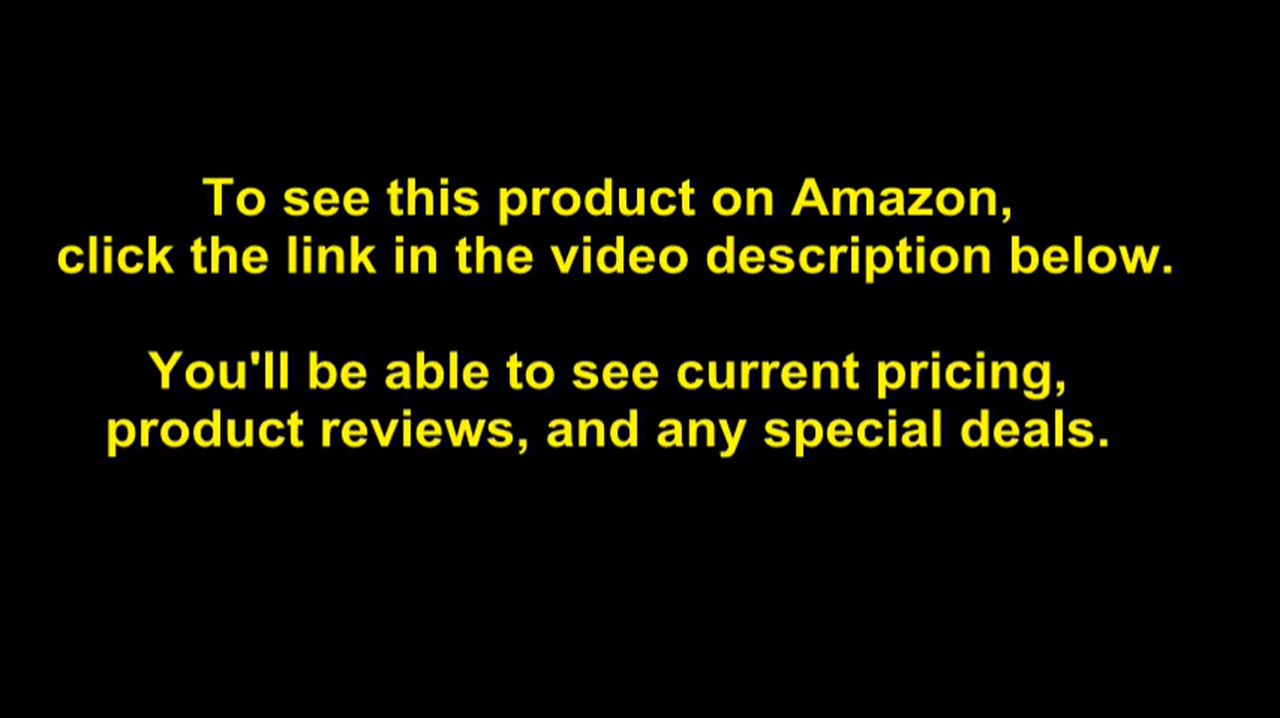 To see this product on Amazon,
click the link in the video description below.
You'll be able to see current pricing,
product reviews, and any special deals.